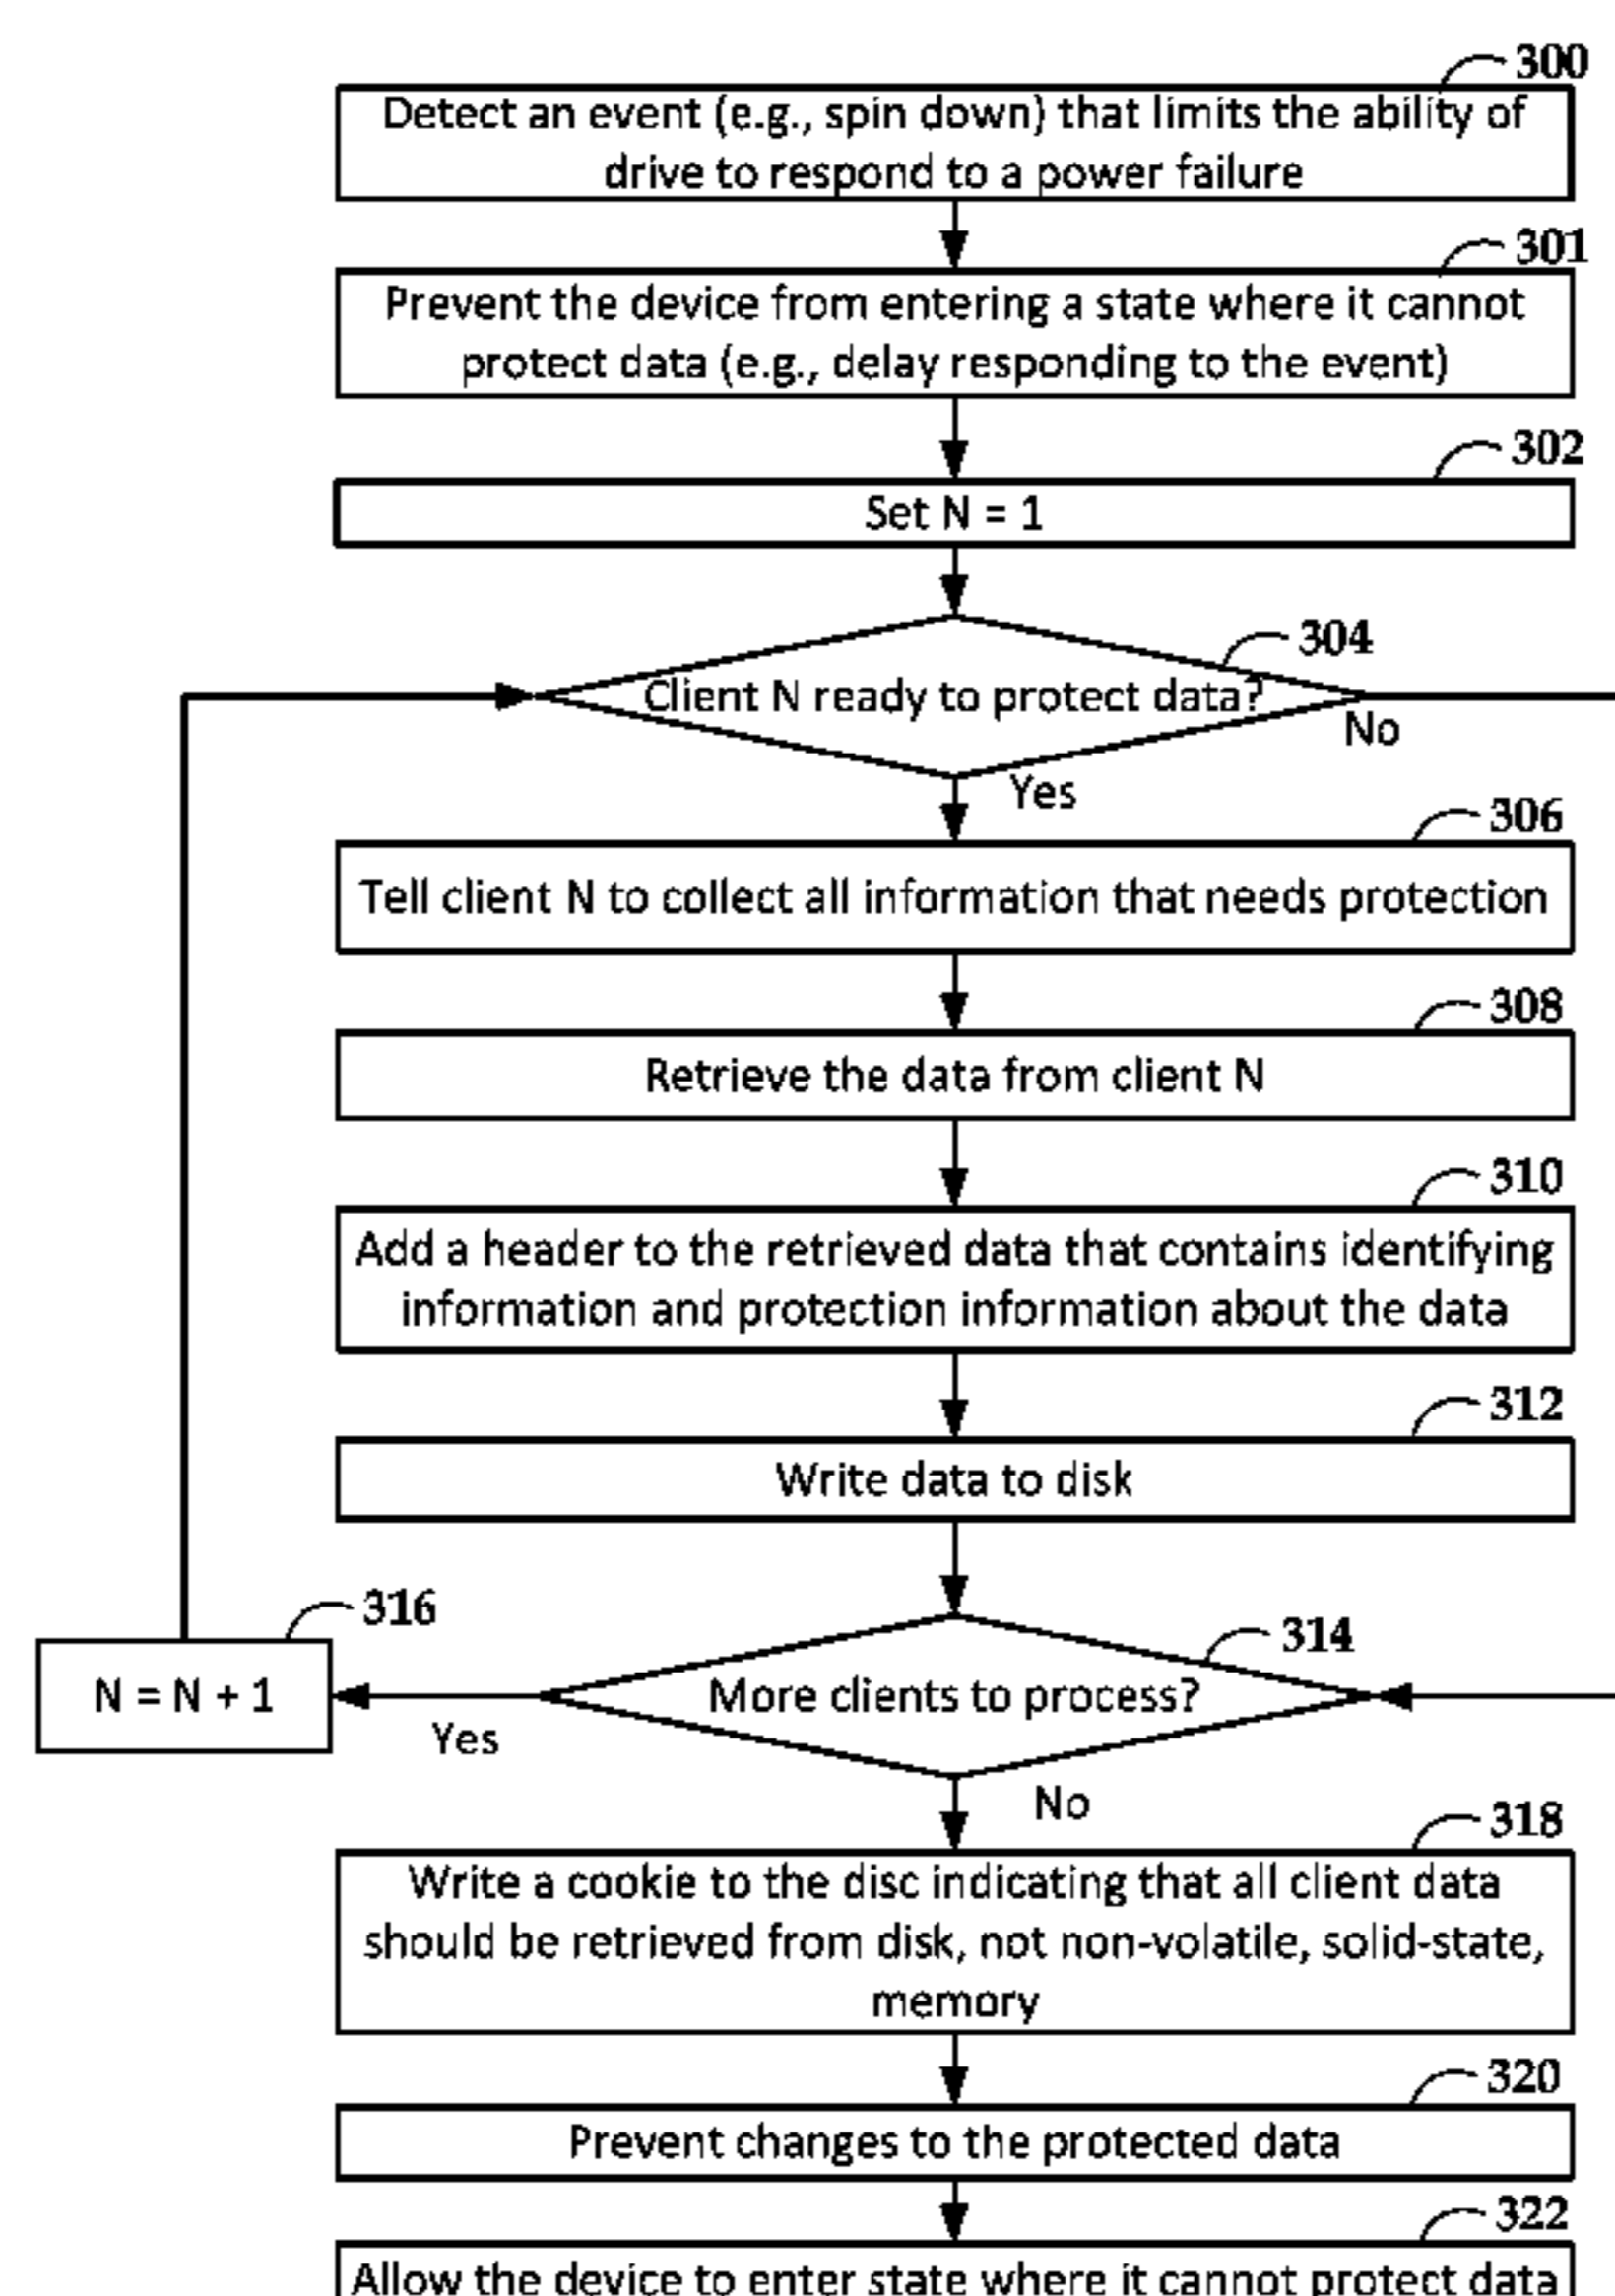 300
Detect an event (e.g., spin down) that limits the ability of
drive to respond to a power failure
301
Prevent the device from entering a state where it cannot
protect data (e.g., delay responding to the event)
302
Set N = 1
304
Client N ready to protect data?
No
Yes
306
Tell client N to collect all information that needs protection
308
Retrieve the data from client N
310
Add a header to the retrieved data that contains identifying
information and protection information about the data
312
Write data to disk
316
N = N + 1
314
More clients to process?
Yes
No
318
Write a cookie to the disc indicating that all client data
should be retrieved from disk, not non-volatile, solid-state,
memory
320
Prevent changes to the protected data
322
Allow the device to enter state where it cannot protect data